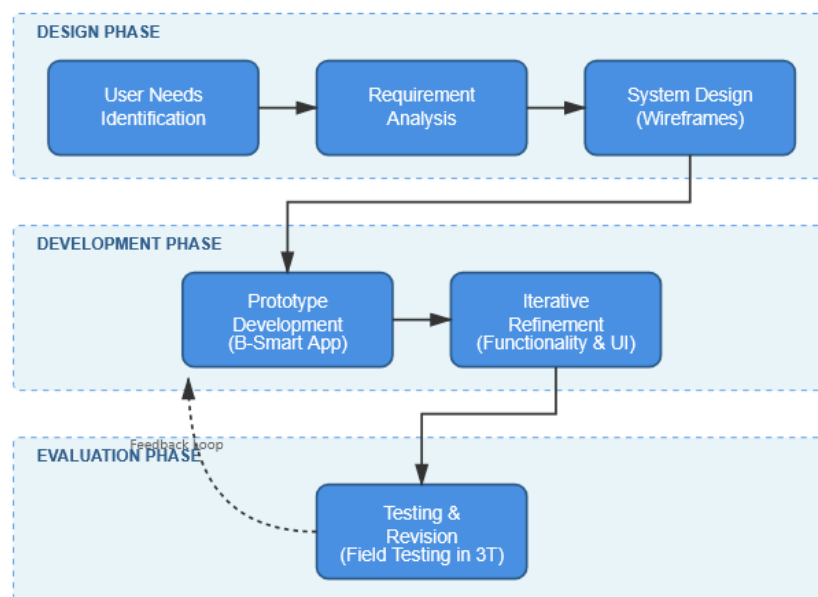 DESIGN PHASE
User Needs
Identification
Requirement
Analysis
System Design
(Wireframes)
DEVELOPMENT PHASE
Prototype
Development
(B-Smart App)
Iterative
Refinement
(Functionality & UI)
Feedback Loop
EVALUATION PHASE
Testing &
Revision
(Field Testing in 3T)